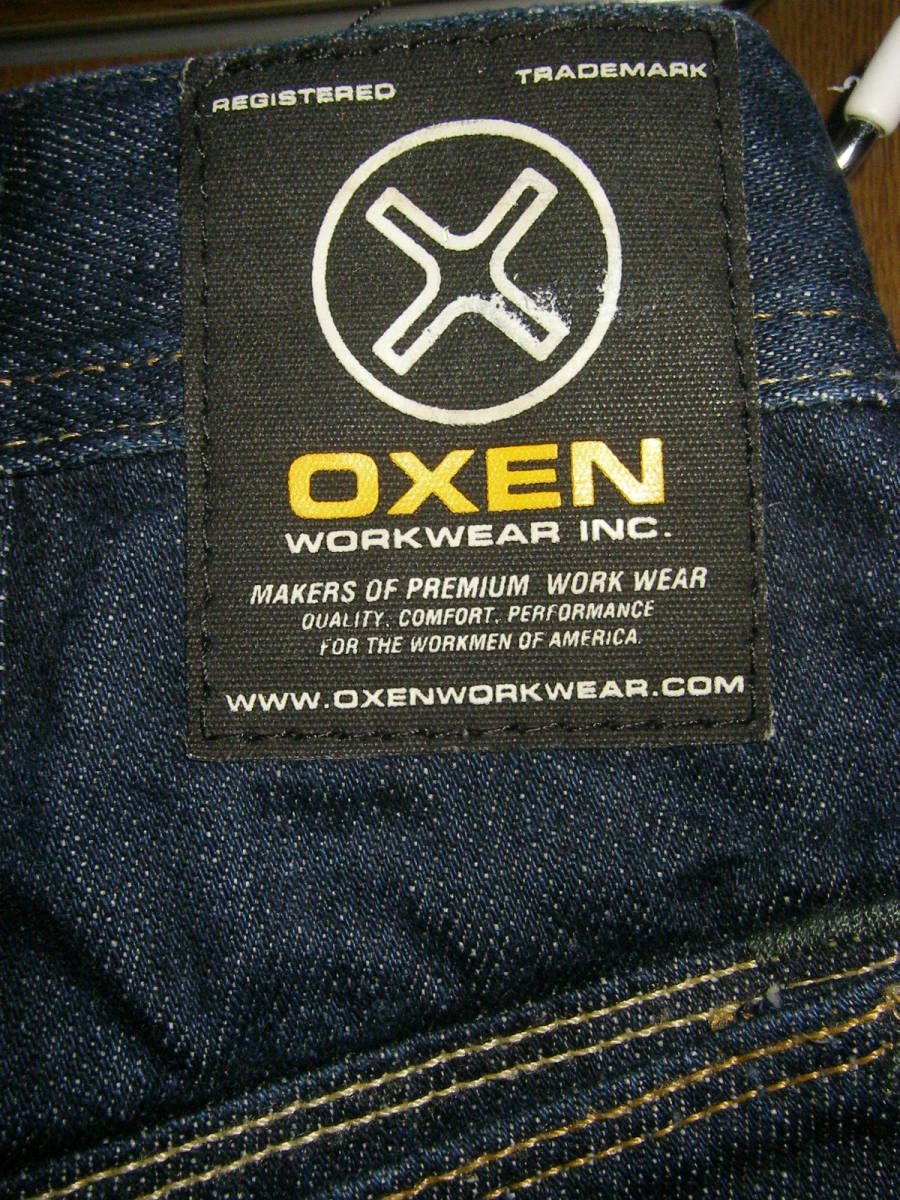 REGISTERED TRADEMARK
OXEN
WORKWEAR INC.
MAKERS OF PREMIUM WORK WEAR
QUALITY. COMFORT. PERFORMANCE
FOR THE WORKMEN OF AMERICA.
WWW.OXENWORKWEAR.COM